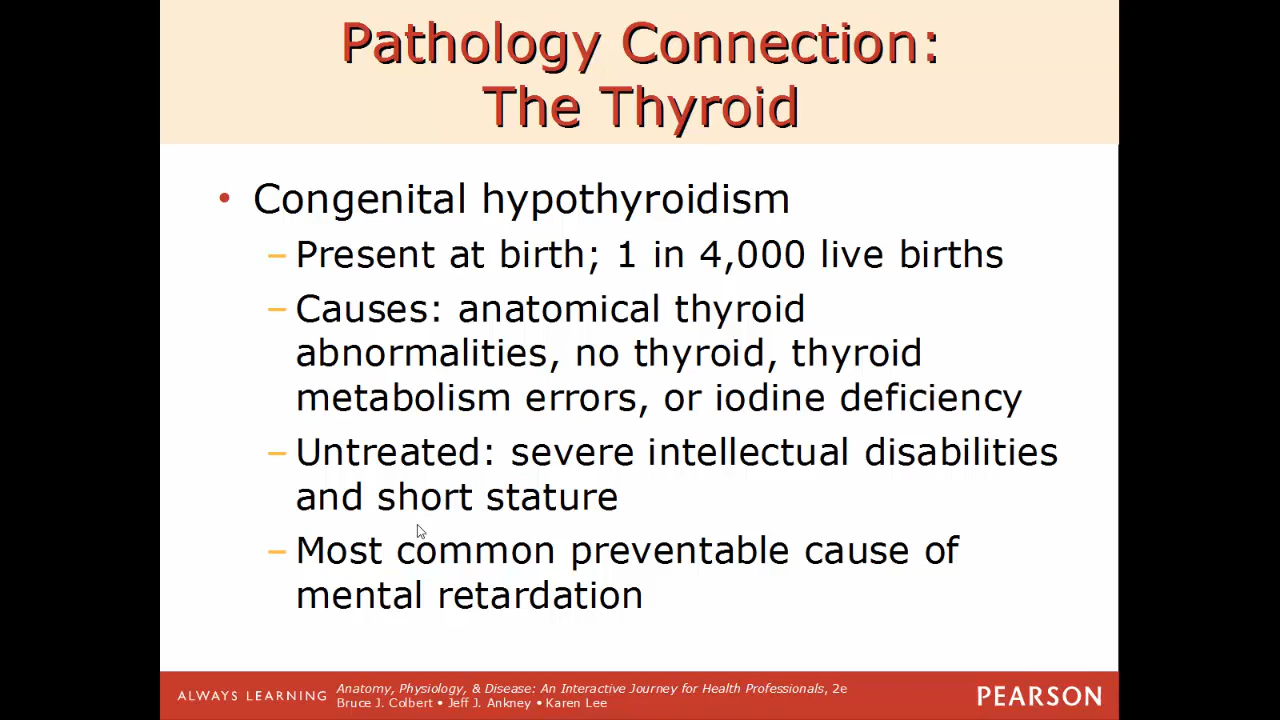 Pathology Connection:
The Thyroid
• Congenital hypothyroidism
– Present at birth; 1 in 4,000 live births
– Causes: anatomical thyroid
abnormalities, no thyroid, thyroid
metabolism errors, or iodine deficiency
– Untreated: severe intellectual disabilities
and short stature
– Most common preventable cause of
mental retardation
ALWAYS LEARNING
Anatomy, Physiology, & Disease: An Interactive Journey for Health Professionals, 2e
Bruce J. Colbert • Jeff J. Ankney • Karen Lee
PEARSON